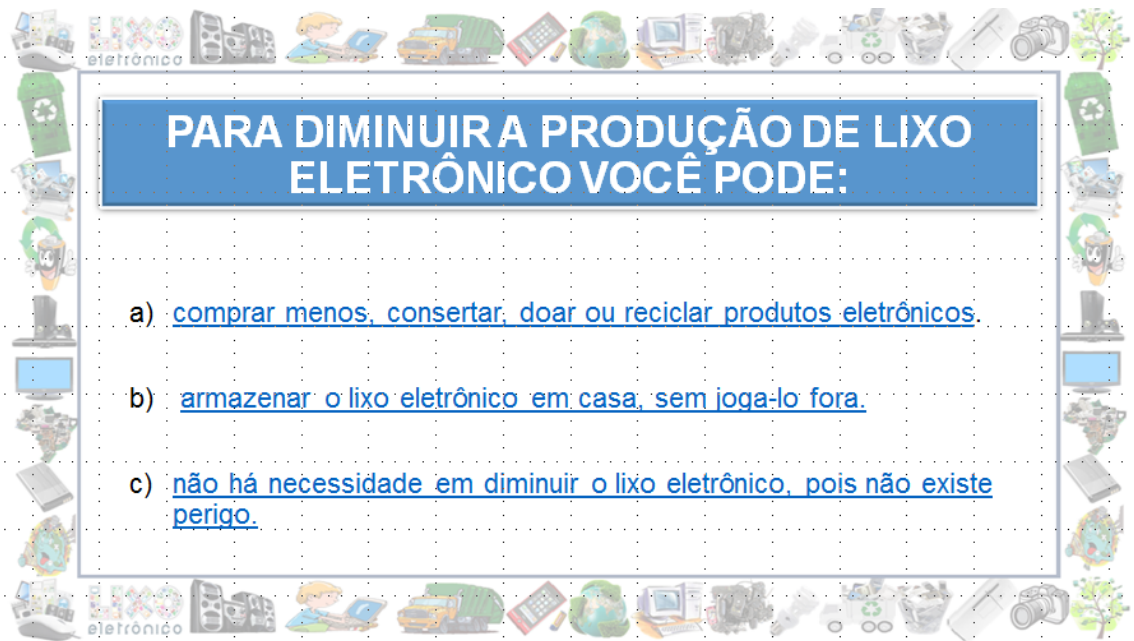 LIXO
eletrônico
PARA DIMINUIR A PRODUÇÃO DE LIXO
ELETRÔNICO VOCÊ PODE:
a) comprar menos, consertar, doar ou reciclar produtos eletrônicos.
b) armazenar o lixo eletrônico em casa, sem joga-lo fora.
c) não há necessidade em diminuir o lixo eletrônico, pois não existe
perigo.
LIXO
eletrônico